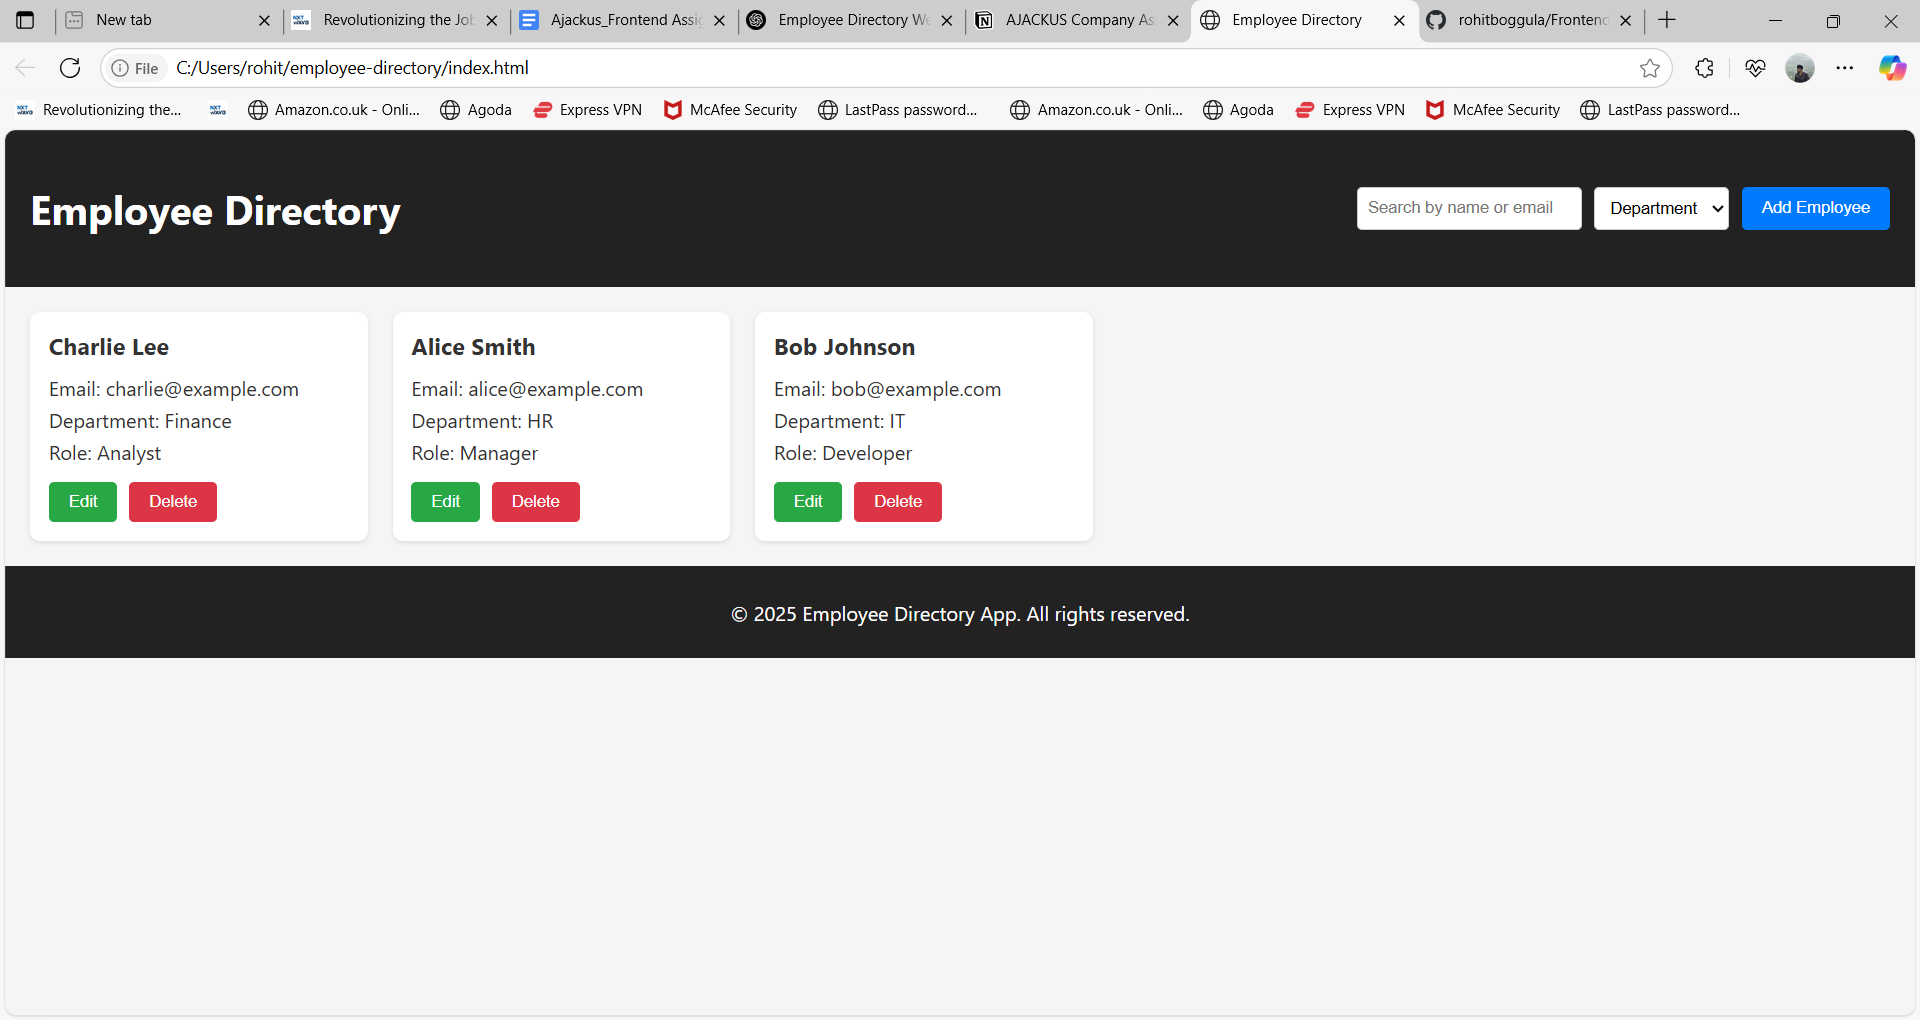 New tab
Revolutionizing the Job
Ajackus_Frontend Assig
Employee Directory We
AJACKUS Company As
Employee Directory
rohitboggula/Frontend
File
C:/Users/rohit/employee-directory/index.html
Revolutionizing the...
Amazon.co.uk - Onli...
Agoda
Express VPN
McAfee Security
LastPass password...
Amazon.co.uk - Onli...
Agoda
Express VPN
McAfee Security
LastPass password...
Employee Directory
Search by name or email
Department
Add Employee
Charlie Lee
Email: charlie@example.com
Department: Finance
Role: Analyst
Edit Delete
Alice Smith
Email: alice@example.com
Department: HR
Role: Manager
Edit Delete
Bob Johnson
Email: bob@example.com
Department: IT
Role: Developer
Edit Delete
© 2025 Employee Directory App. All rights reserved.